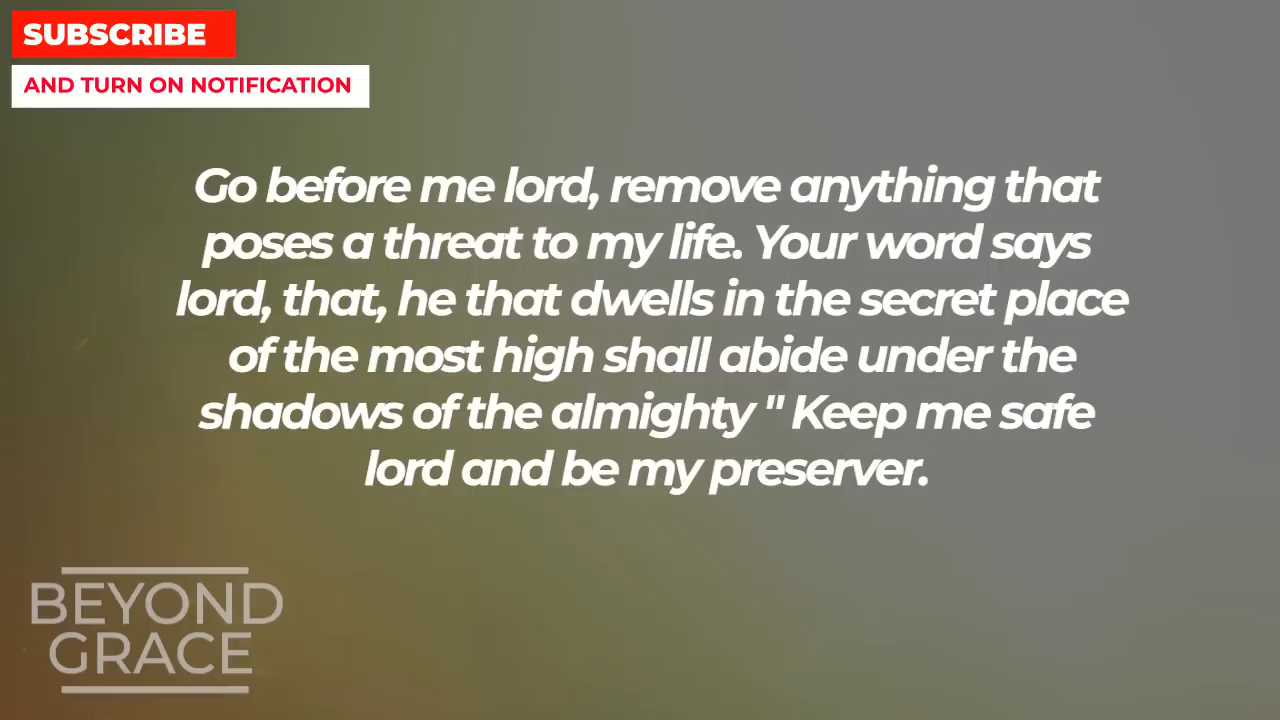 SUBSCRIBE
AND TURN ON NOTIFICATION
Go before me lord, remove anything that
poses a threat to my life. Your word says
lord, that, he that dwells in the secret place
of the most high shall abide under the
shadows of the almighty " Keep me safe
lord and be my preserver.
BEYOND
GRACE